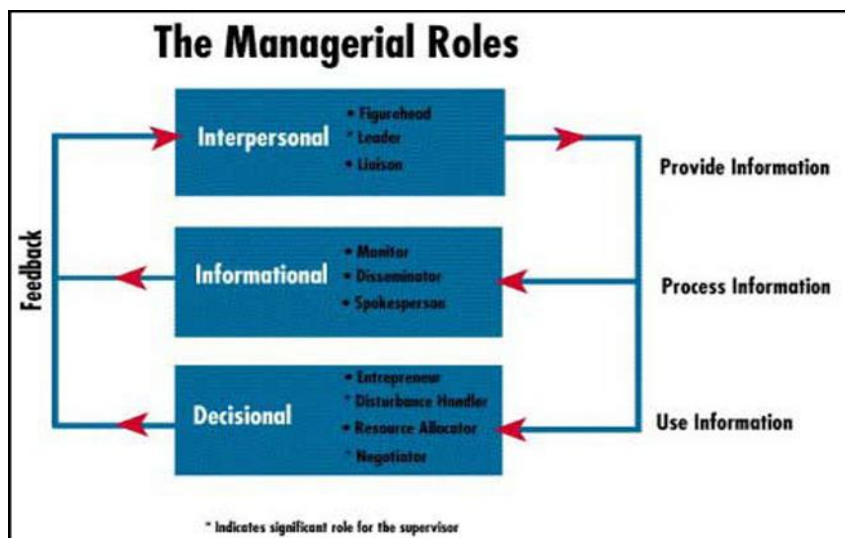 The Managerial Roles
Interpersonal
• Figurehead
* Leader
• Liaison
Provide Information
Feedback
Informational
• Monitor
• Disseminator
• Spokesperson
Process Information
Decisional
• Entrepreneur
* Disturbance Handler
• Resource Allocator
* Negotiator
Use Information
* Indicates significant role for the supervisor